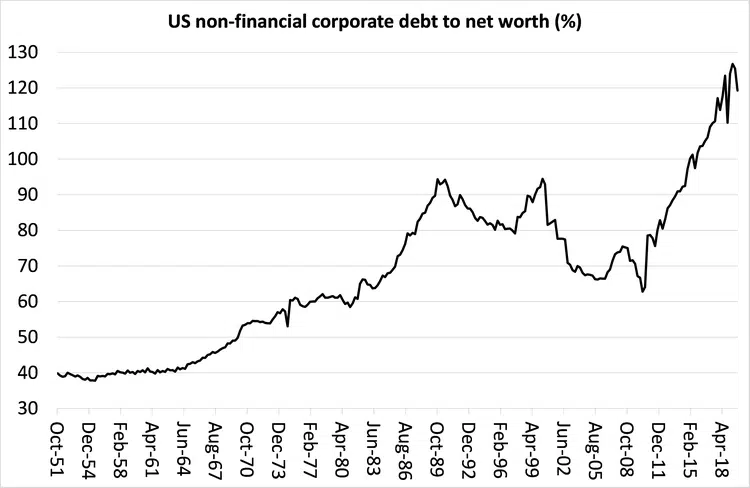 US non-financial corporate debt to net worth (%)
130
120
110
100
90
80
70
60
50
40
30
Oct-51
Dec-54
Feb-58
Apr-61
Jun-64
Aug-67
Oct-70
Dec-73
Feb-77
Apr-80
Jun-83
Aug-86
Oct-89
Dec-92
Feb-96
Apr-99
Jun-02
Aug-05
Oct-08
Dec-11
Feb-15
Apr-18